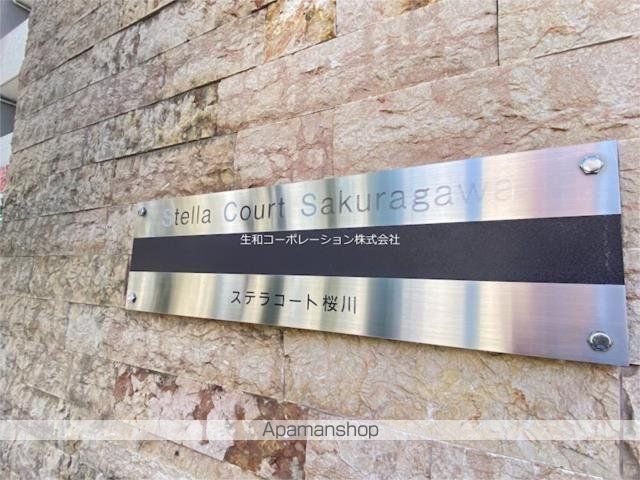 Stella Court Sakuragawa
生和コーポレーション株式会社
ステラコート桜川
Apamanshop